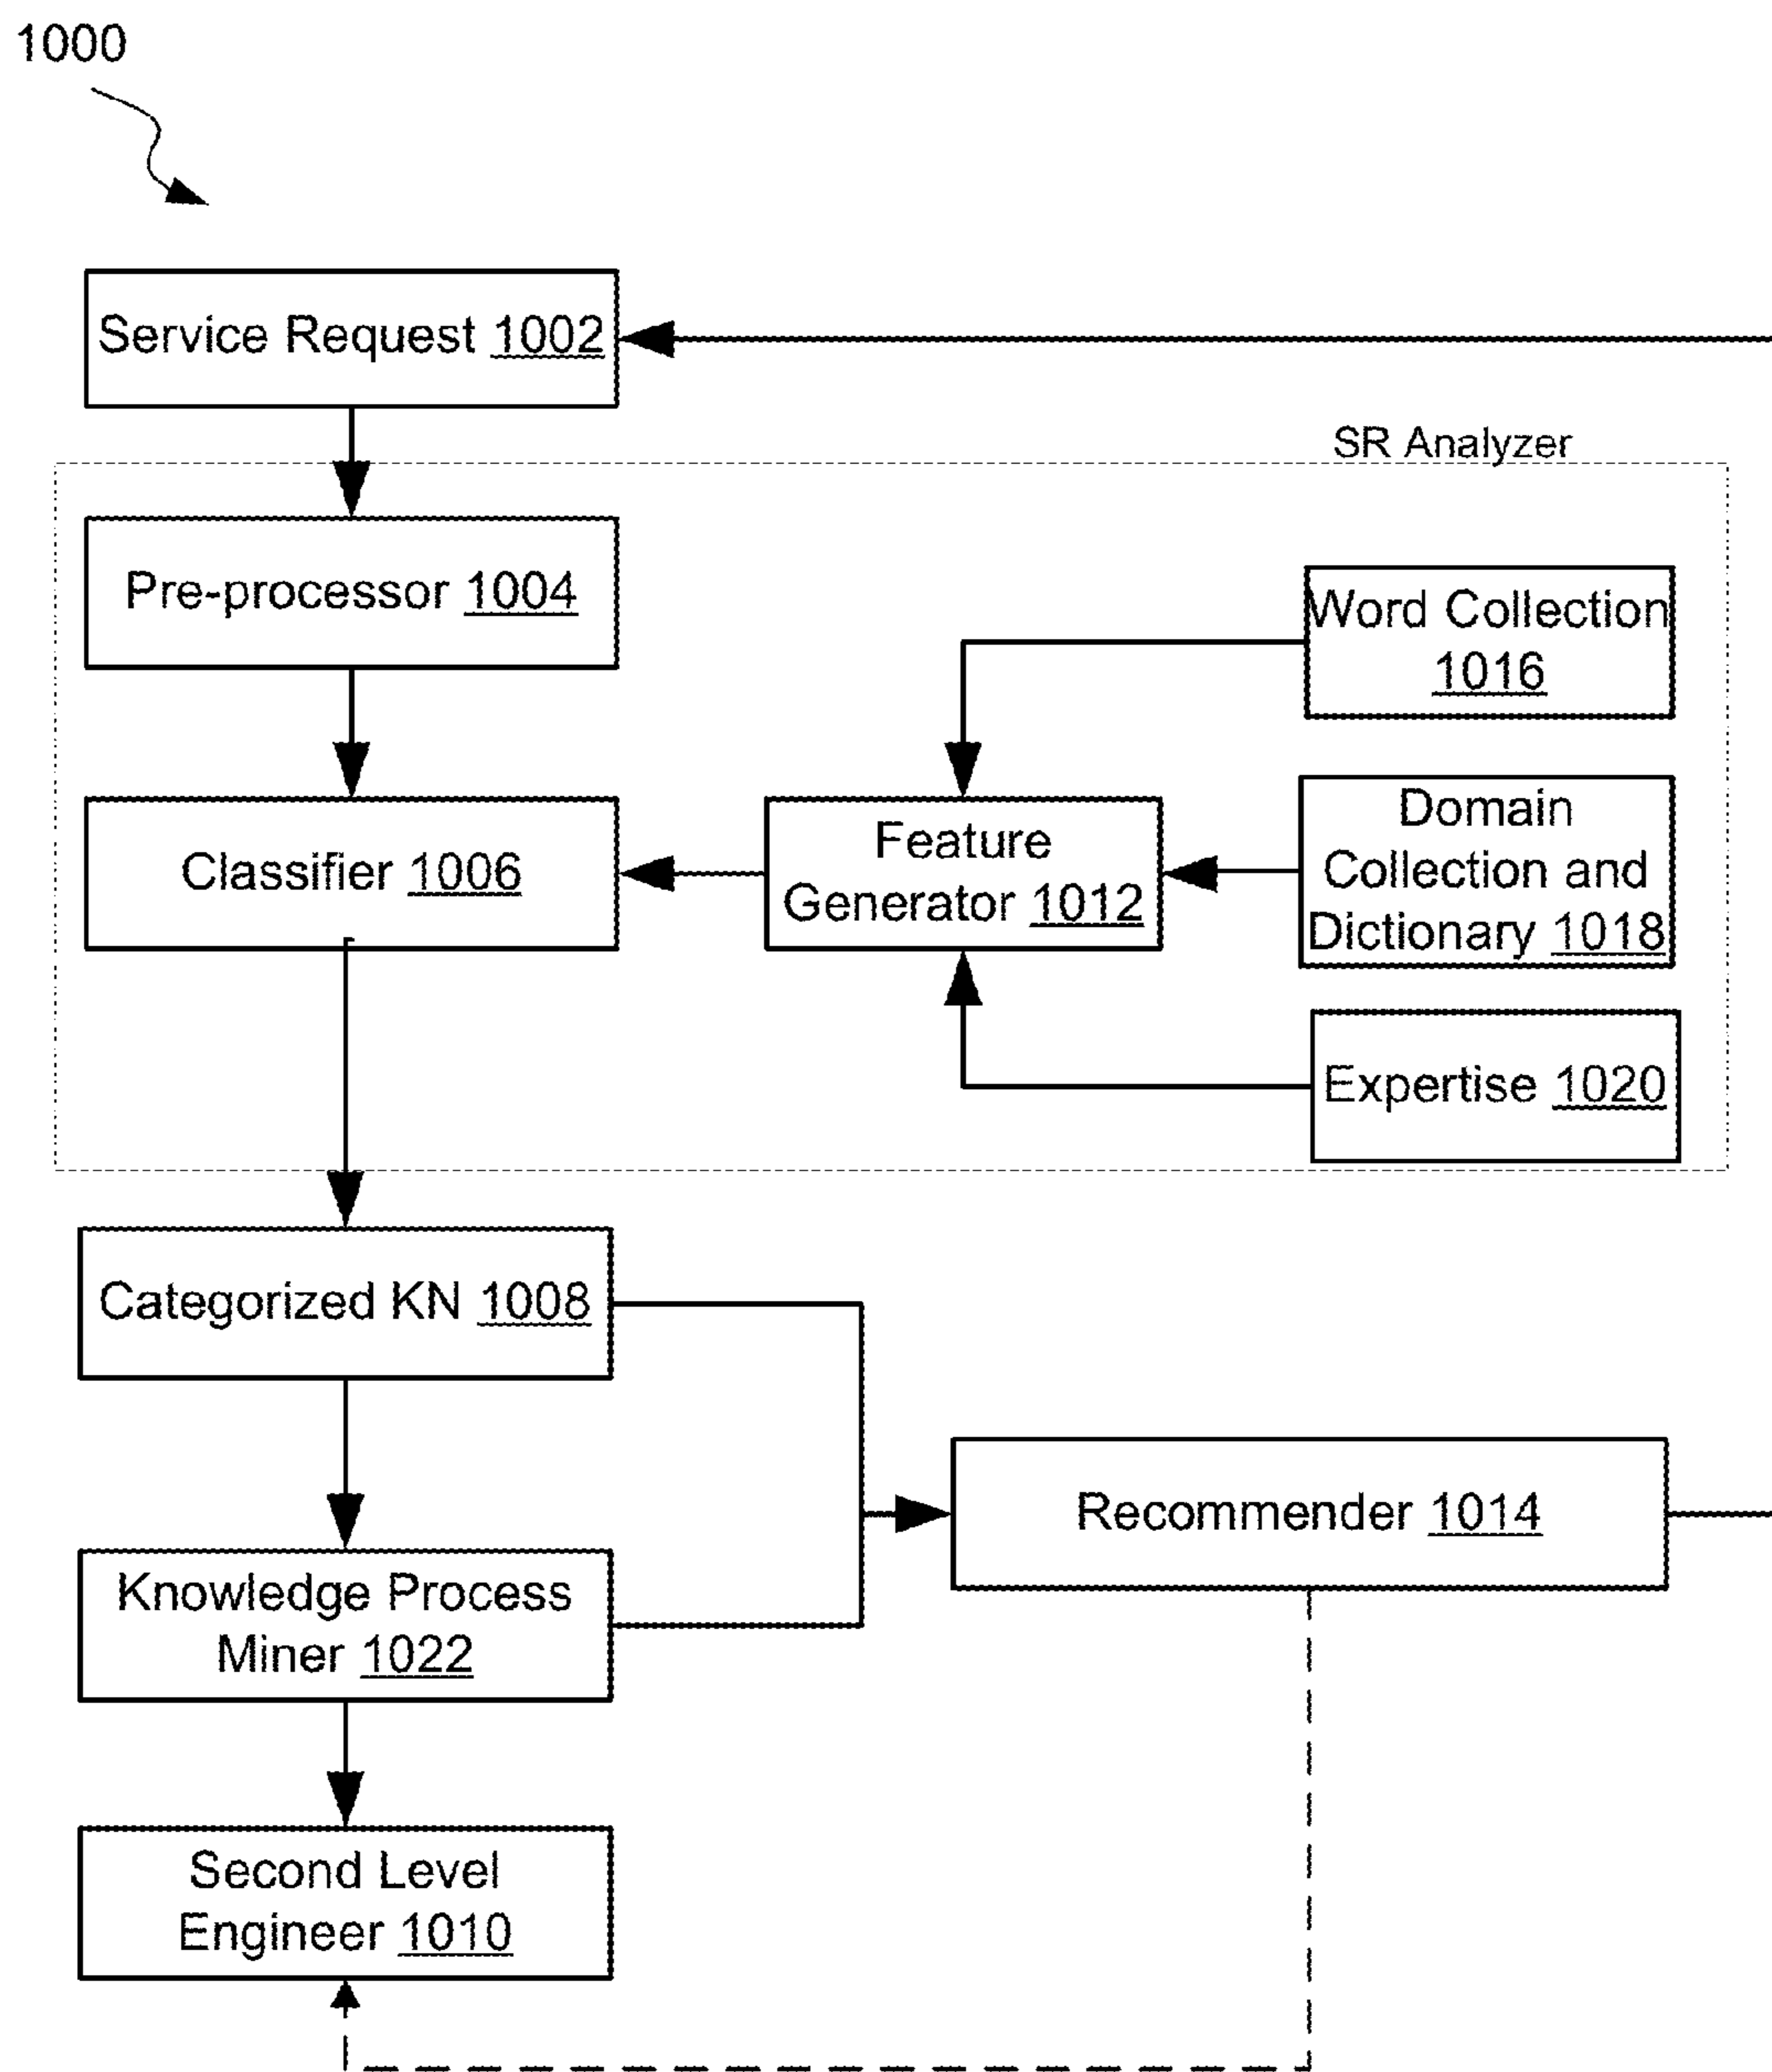 1000
Service Request 1002
SR Analyzer
Pre-processor 1004
Word Collection
1016
Classifier 1006
Feature
Generator 1012
Domain
Collection and
Dictionary 1018
Expertise 1020
Categorized KN 1008
Recommender 1014
Knowledge Process
Miner 1022
Second Level
Engineer 1010